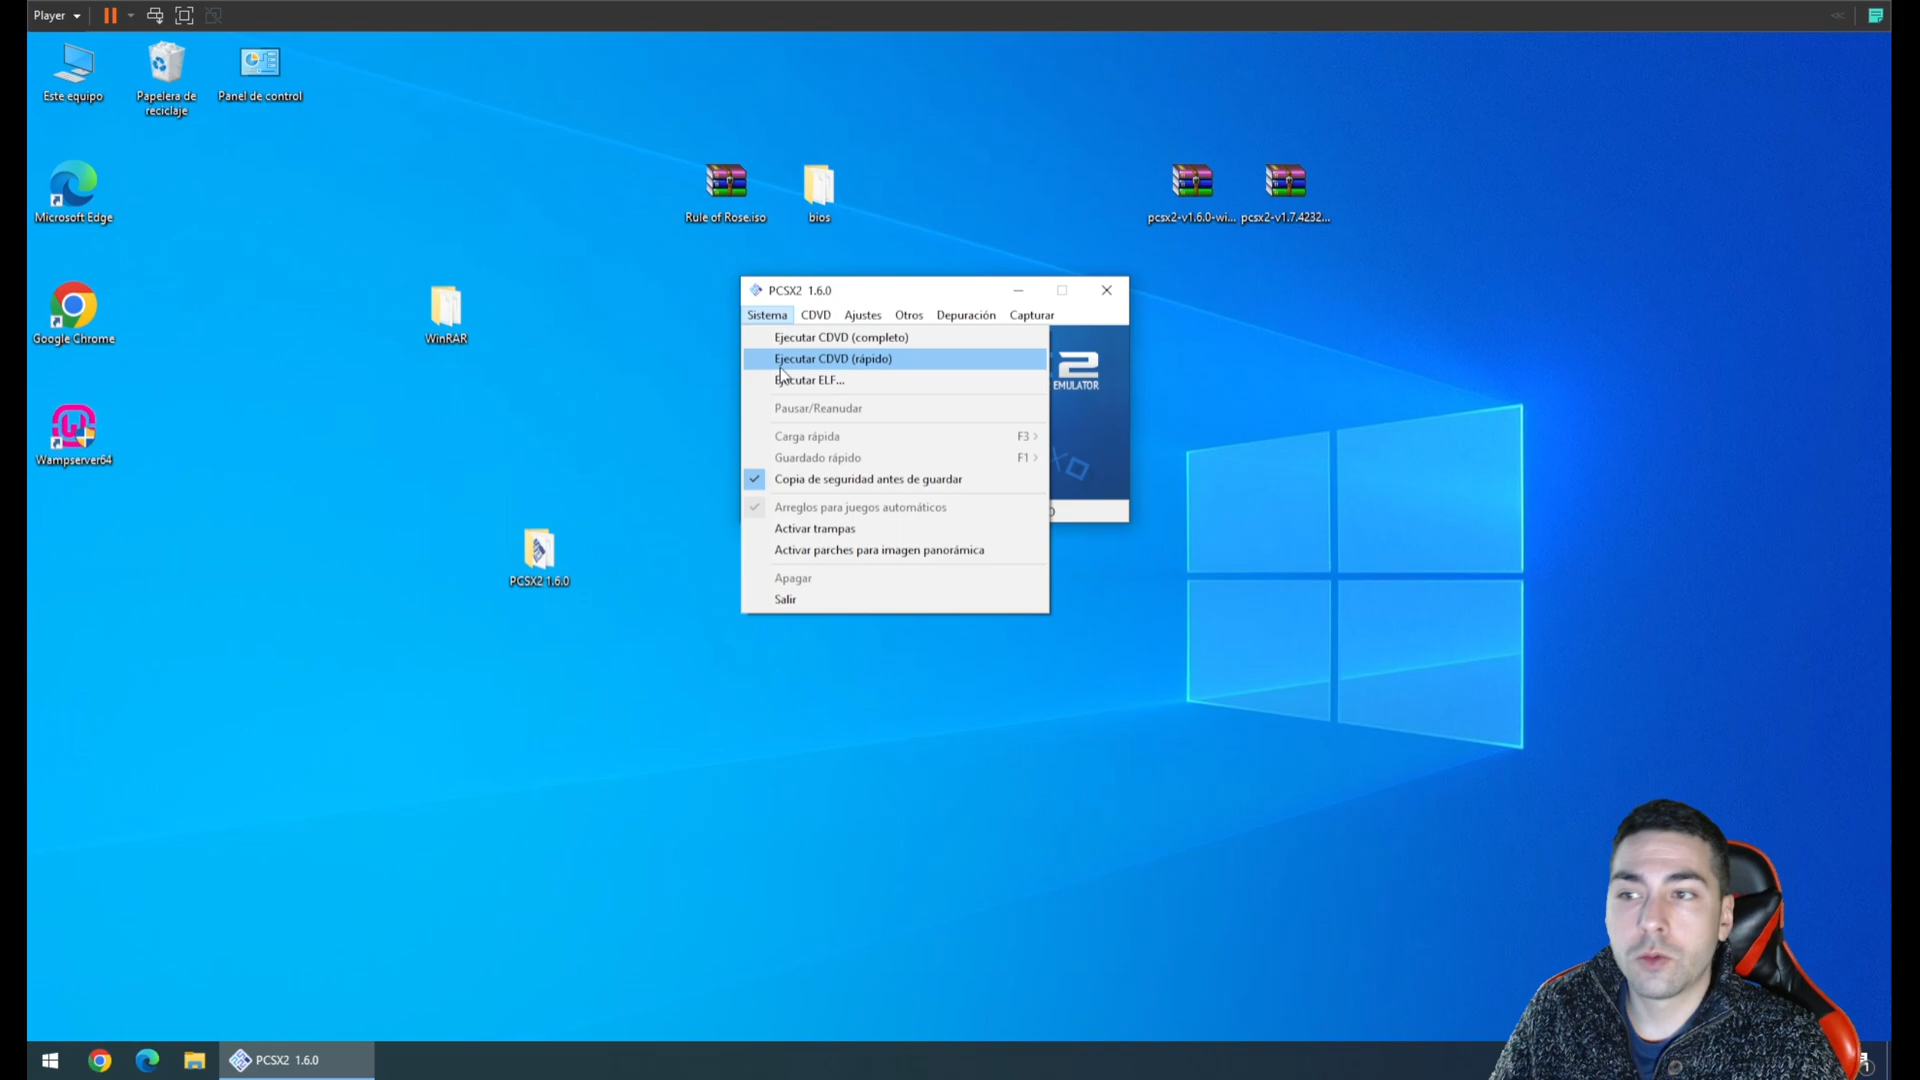 Player
Este equipo
Papelera de
reciclaje
Panel de control
Microsoft Edge
Rule of Rose.iso
bios
pcsx2-v1.6.0-wi...
pcsx2-v1.7.4232...
Google Chrome
WinRAR
Wampserver64
PCSX2 1.6.0
PCSX2 1.6.0
Sistema CDVD Ajustes Otros Depuración Capturar
Ejecutar CDVD (completo)
Ejecutar CDVD (rápido)
Ejecutar ELF...
Pausar/Reanudar
Carga rápida F3
Guardado rápido F1
Copia de seguridad antes de guardar
Arreglos para juegos automáticos
Activar trampas
Activar parches para imagen panorámica
Apagar
Salir
2
EMULATOR
PCSX2 1.6.0
1